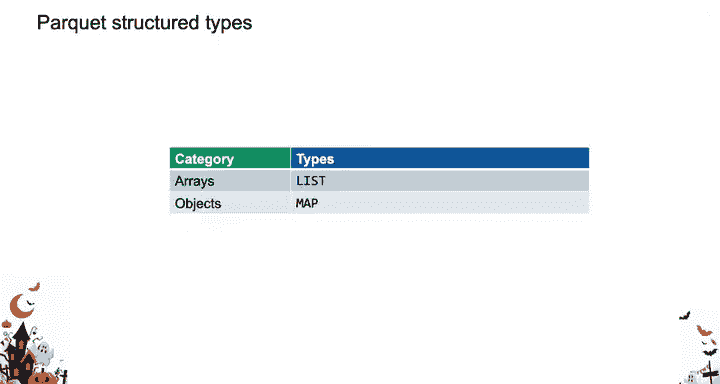 Parquet structured types
Category Types
Arrays LIST
Objects MAP